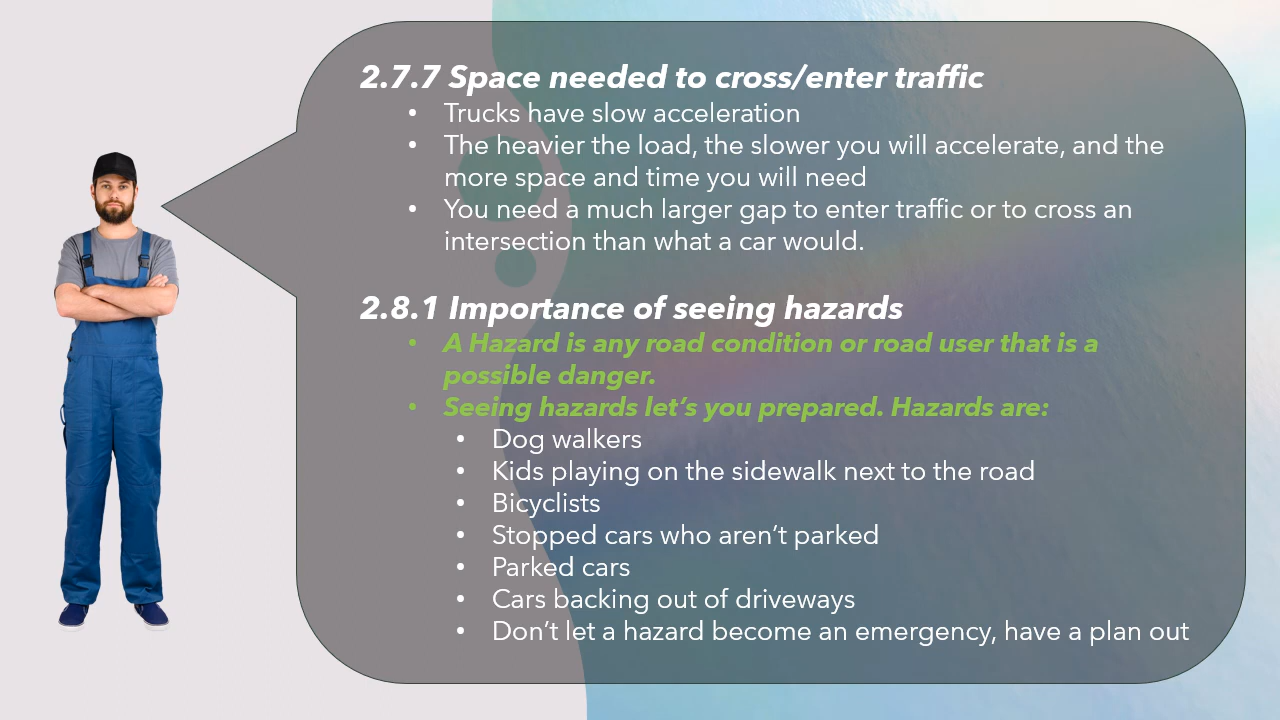 2.7.7 Space needed to cross/enter traffic
• Trucks have slow acceleration
• The heavier the load, the slower you will accelerate, and the
more space and time you will need
• You need a much larger gap to enter traffic or to cross an
intersection than what a car would.
2.8.1 Importance of seeing hazards
• A Hazard is any road condition or road user that is a
possible danger.
• Seeing hazards let’s you prepared. Hazards are:
• Dog walkers
• Kids playing on the sidewalk next to the road
• Bicyclists
• Stopped cars who aren’t parked
• Parked cars
• Cars backing out of driveways
• Don’t let a hazard become an emergency, have a plan out